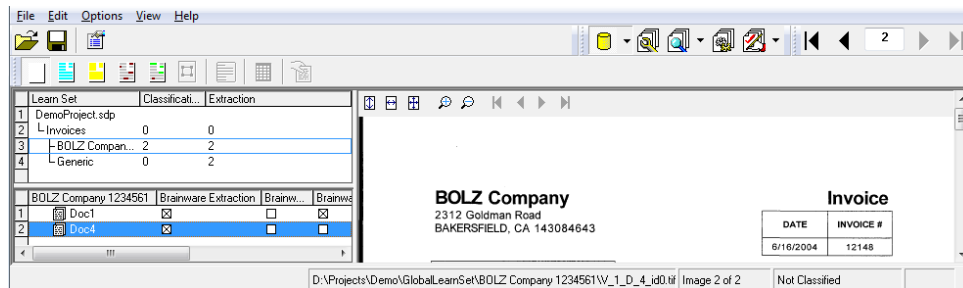 File Edit Options View Help
2
Learn Set Classificati... Extraction
1 DemoProject.sdp
2 Invoices 0 0
3 BOLZ Compan... 2 2
4 Generic 0 2
BOLZ Company 1234561 Brainware Extraction Brainw... Brainwa
1 Doc1
2 Doc4
BOLZ Company
2312 Goldman Road
BAKERSFIELD, CA 143084643
Invoice
DATE INVOICE #
6/16/2004 12148
D:\Projects\Demo\GlobalLearnSet\BOLZ Company 1234561\V_1_D_4_id0.tif Image 2 of 2 Not Classified